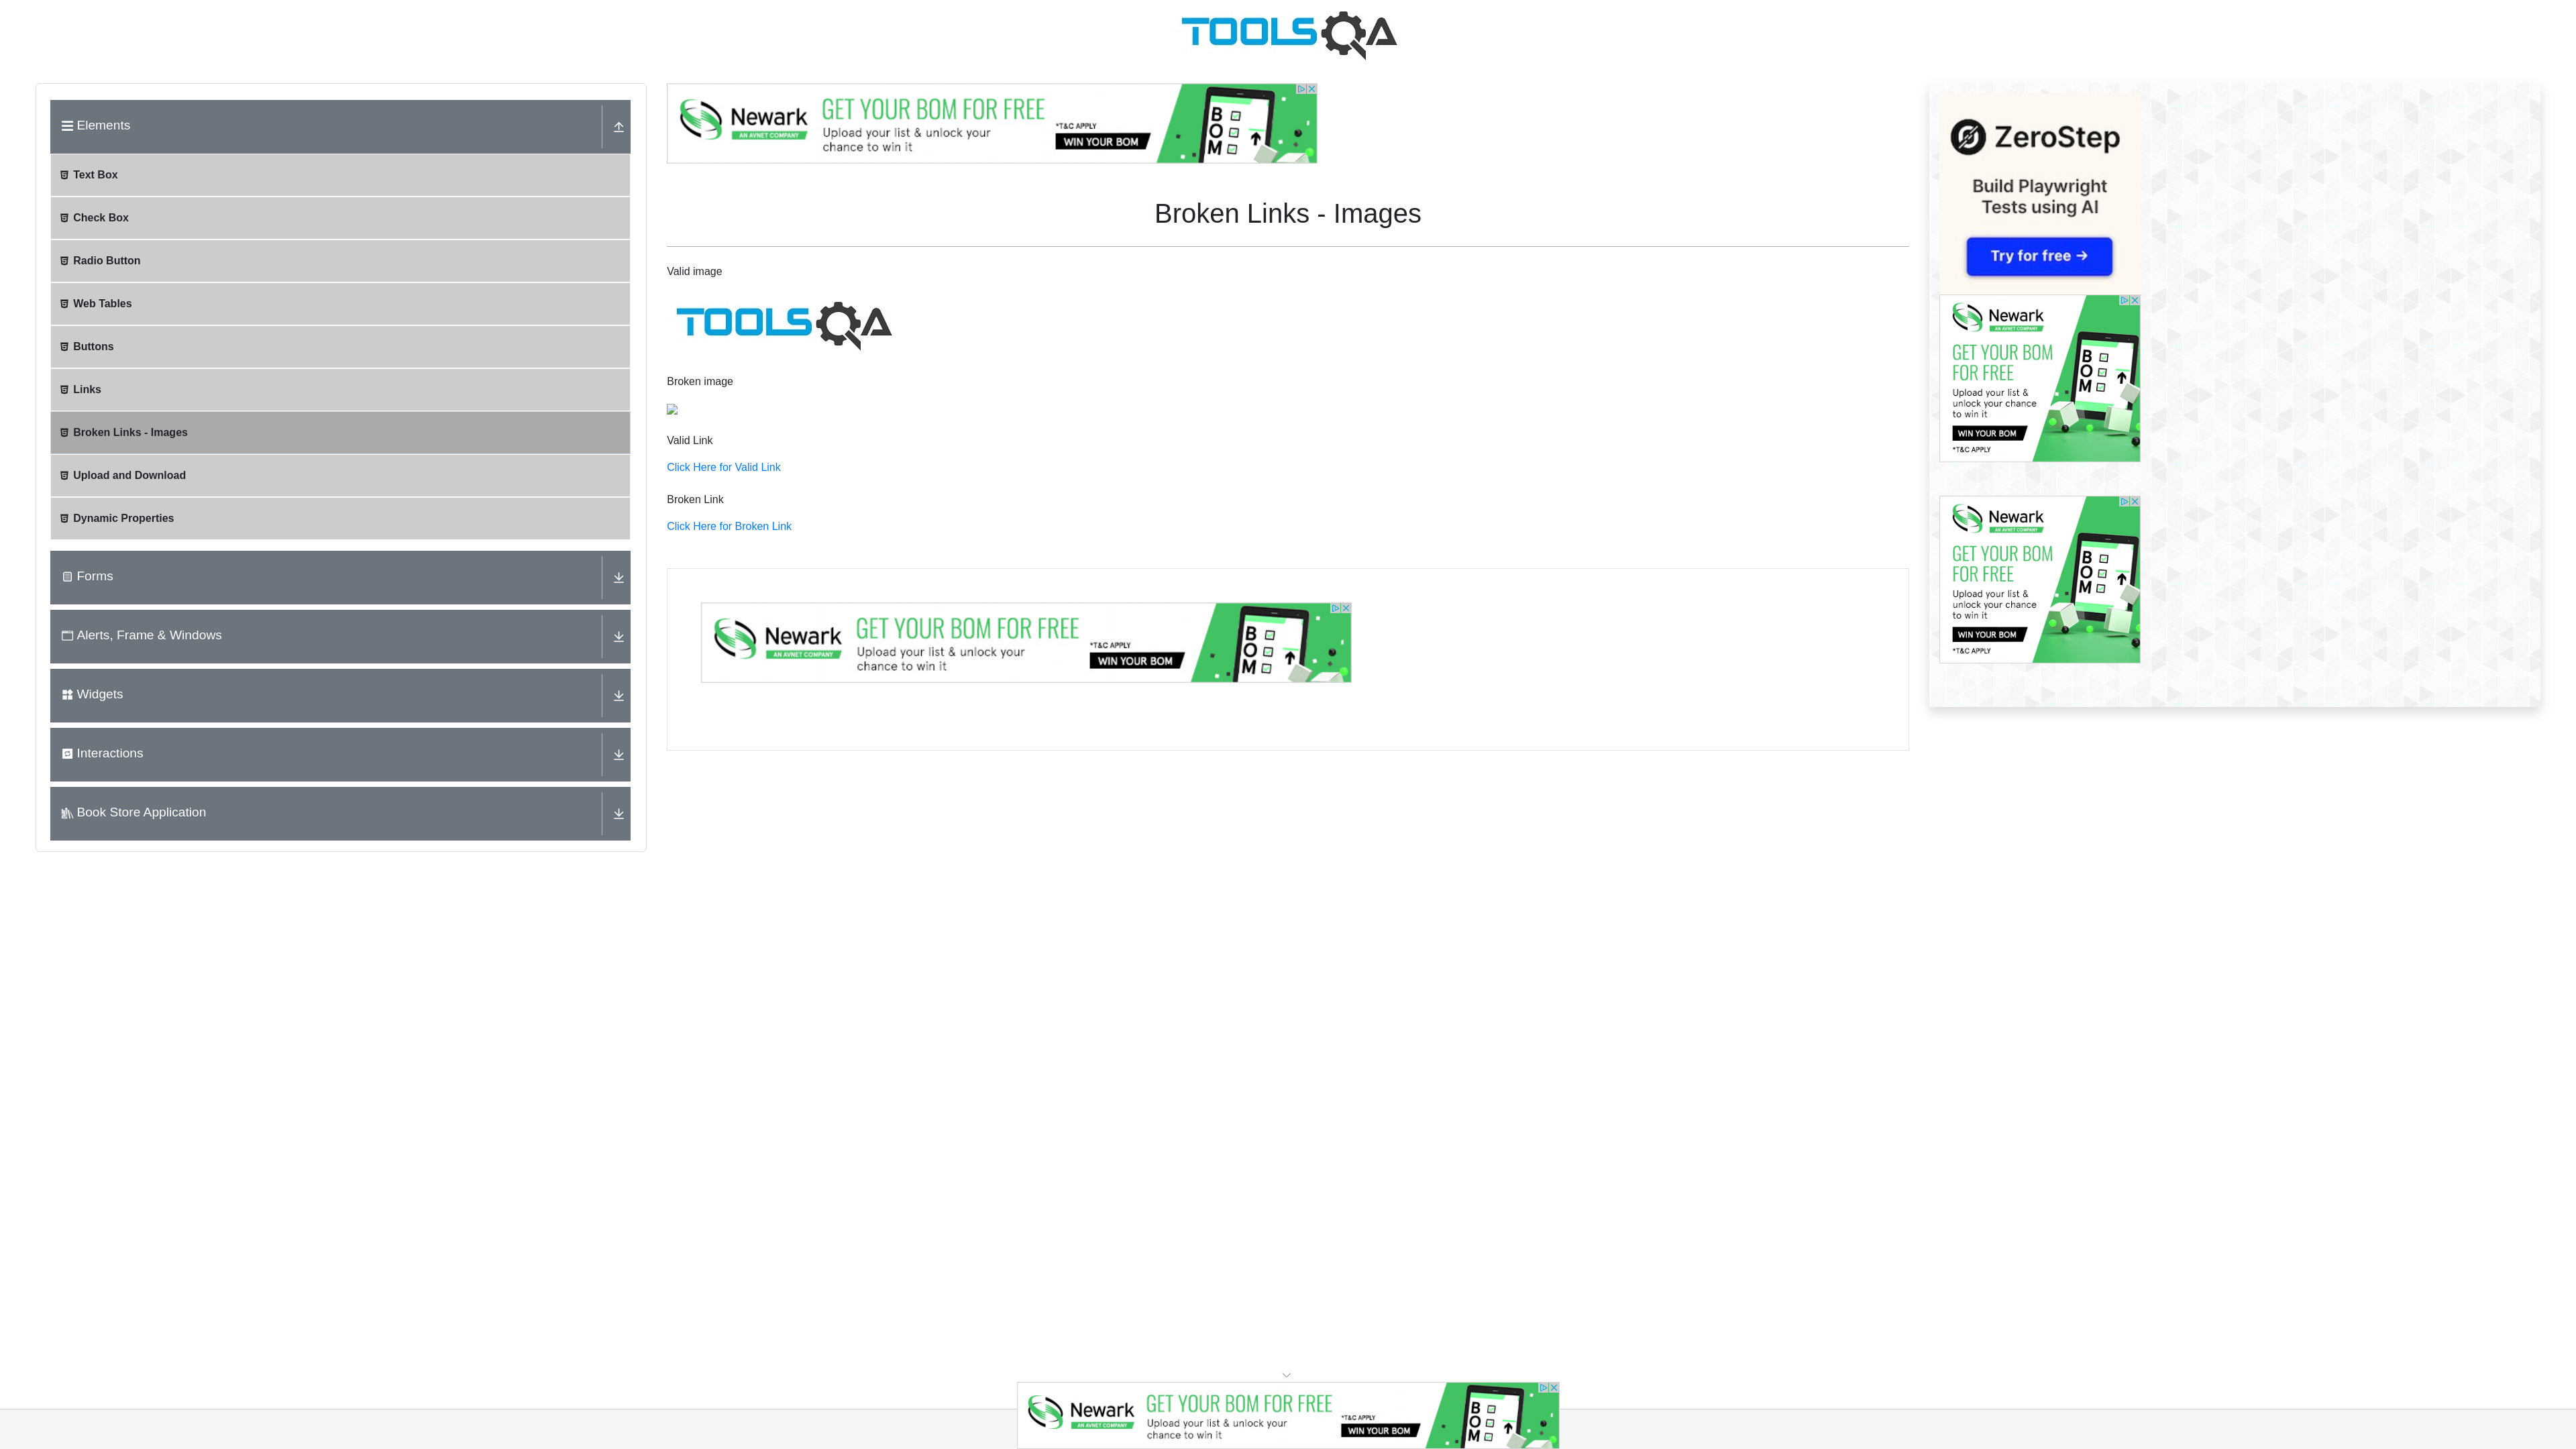 TOOLSQA
Elements
Text Box
Check Box
Radio Button
Web Tables
Buttons
Links
Broken Links - Images
Upload and Download
Dynamic Properties
Forms
Alerts, Frame & Windows
Widgets
Interactions
Book Store Application
Newark
AN AVNET COMPANY
GET YOUR BOM FOR FREE
Upload your list & unlock your
chance to win it
*T&C APPLY
WIN YOUR BOM
BOM
Broken Links - Images
Valid image
TOOLSQA
Broken image
Valid Link
Click Here for Valid Link
Broken Link
Click Here for Broken Link
Newark
AN AVNET COMPANY
GET YOUR BOM FOR FREE
Upload your list & unlock your
chance to win it
*T&C APPLY
WIN YOUR BOM
BOM
ZeroStep
Build Playwright
Tests using AI
Try for free →
Newark
AN AVNET COMPANY
GET YOUR BOM
FOR FREE
Upload your list &
unlock your chance
to win it
WIN YOUR BOM
*T&C APPLY
BOM
Newark
AN AVNET COMPANY
GET YOUR BOM
FOR FREE
Upload your list &
unlock your chance
to win it
WIN YOUR BOM
*T&C APPLY
BOM
Newark
AN AVNET COMPANY
GET YOUR BOM FOR FREE
Upload your list & unlock your
chance to win it
*T&C APPLY
WIN YOUR BOM
BOM